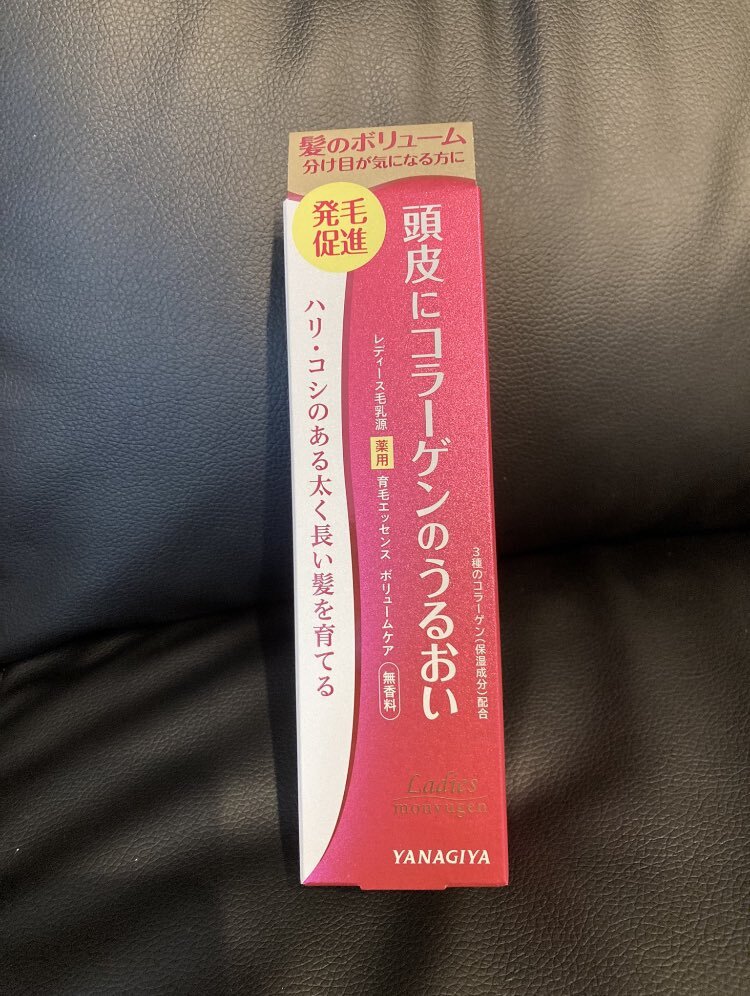 髪のボリューム
分け目が気になる方に
発毛
促進
頭皮にコラーゲンのうるおい
3種のコラーゲン(保湿成分)配合
レディース毛乳源
薬用
育毛エッセンス ボリュームケア
無香料
ハリ・コシのある太く長い髪を育てる
Ladies
mounyugen
YANAGIYA